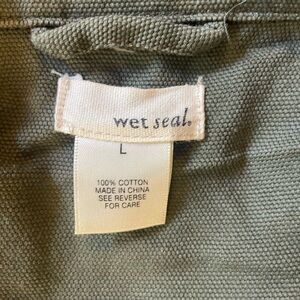 wet seal.
L
100% COTTON
MADE IN CHINA
SEE REVERSE
FOR CARE